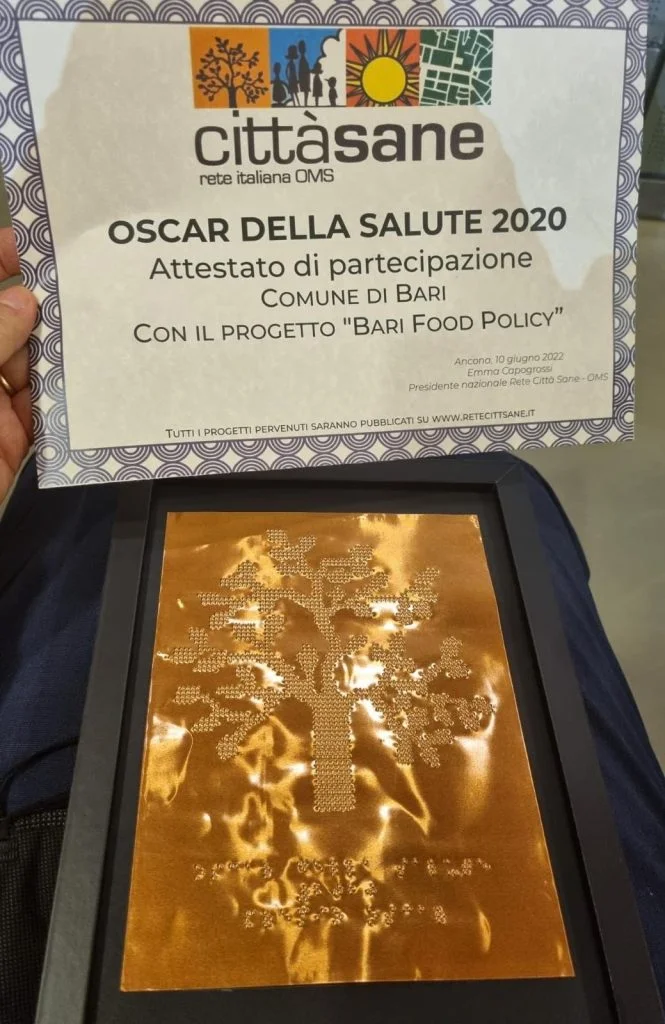 cittàsane
rete italiana OMS
OSCAR DELLA SALUTE 2020
Attestato di partecipazione
COMUNE DI BARI
CON IL PROGETTO "BARI FOOD POLICY”
Ancona, 10 giugno 2022
Emma Capogrossi
Presidente nazionale Rete Città Sane - OMS
TUTTI I PROGETTI PERVENUTI SARANNO PUBBLICATI SU WWW.RETECITTSANE.IT